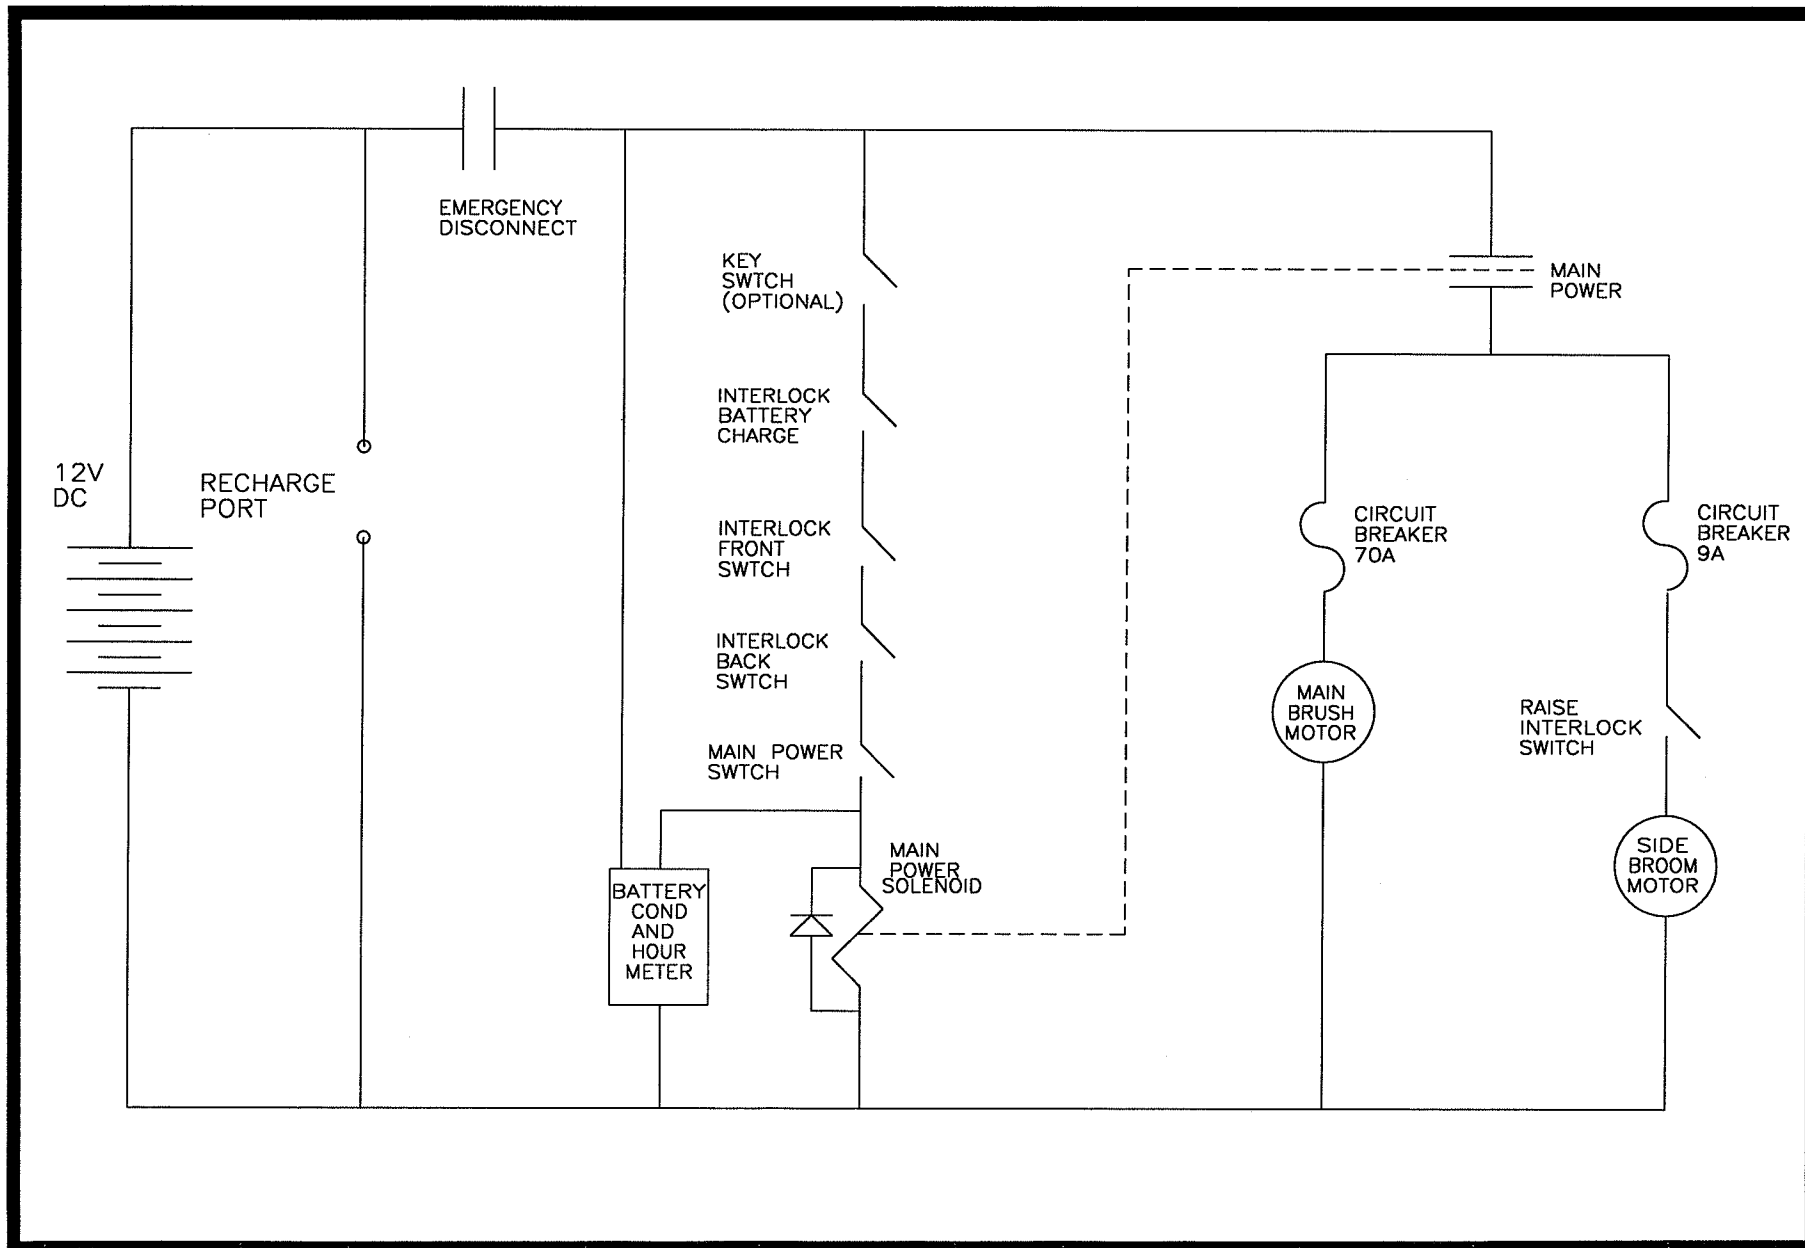 EMERGENCY
DISCONNECT
KEY
SWTCH
(OPTIONAL)
MAIN
POWER
INTERLOCK
BATTERY
CHARGE
12V
DC
RECHARGE
PORT
INTERLOCK
FRONT
SWTCH
CIRCUIT
BREAKER
70A
CIRCUIT
BREAKER
9A
INTERLOCK
BACK
SWTCH
MAIN
BRUSH
MOTOR
RAISE
INTERLOCK
SWITCH
MAIN POWER
SWTCH
MAIN
POWER
SOLENOID
SIDE
BROOM
MOTOR
BATTERY
COND
AND
HOUR
METER